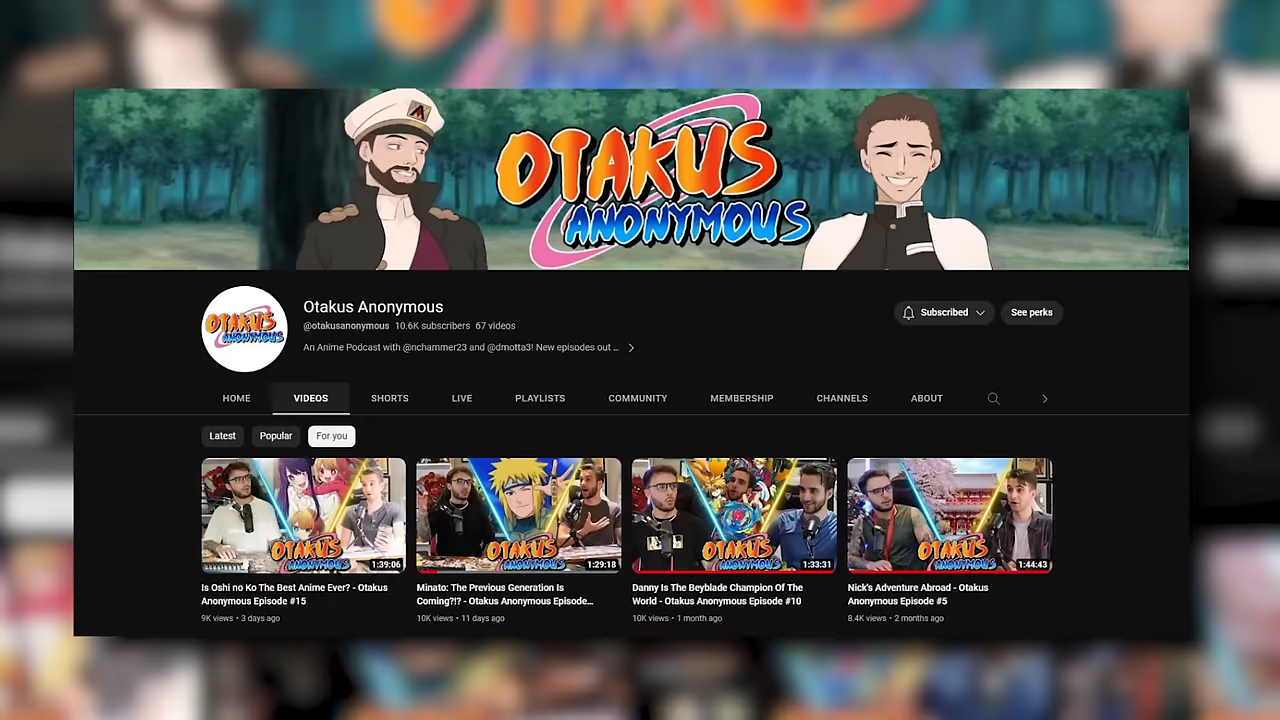 OTAKUS
ANONYMOUS
OTAKUS
ANONYMOUS
Otakus Anonymous
@otakusanonymous 10.6K subscribers 67 videos
An Anime Podcast with @nchammer23 and @dmotta3! New episodes out ...
Subscribed
See perks
HOME VIDEOS SHORTS LIVE PLAYLISTS COMMUNITY MEMBERSHIP CHANNELS ABOUT
Latest Popular For you
OTAKUS ANONYMOUS 1:39:06
OTAKUS ANONYMOUS 1:29:18
OTAKUS ANONYMOUS 1:33:31
OTAKUS ANONYMOUS 1:44:43
Is Oshi no Ko The Best Anime Ever? - Otakus
Anonymous Episode #15
9K views • 3 days ago
Minato: The Previous Generation Is
Coming?!? - Otakus Anonymous Episode...
10K views • 11 days ago
Danny Is The Beyblade Champion Of The
World - Otakus Anonymous Episode #10
10K views • 1 month ago
Nick's Adventure Abroad - Otakus
Anonymous Episode #5
8.4K views • 2 months ago